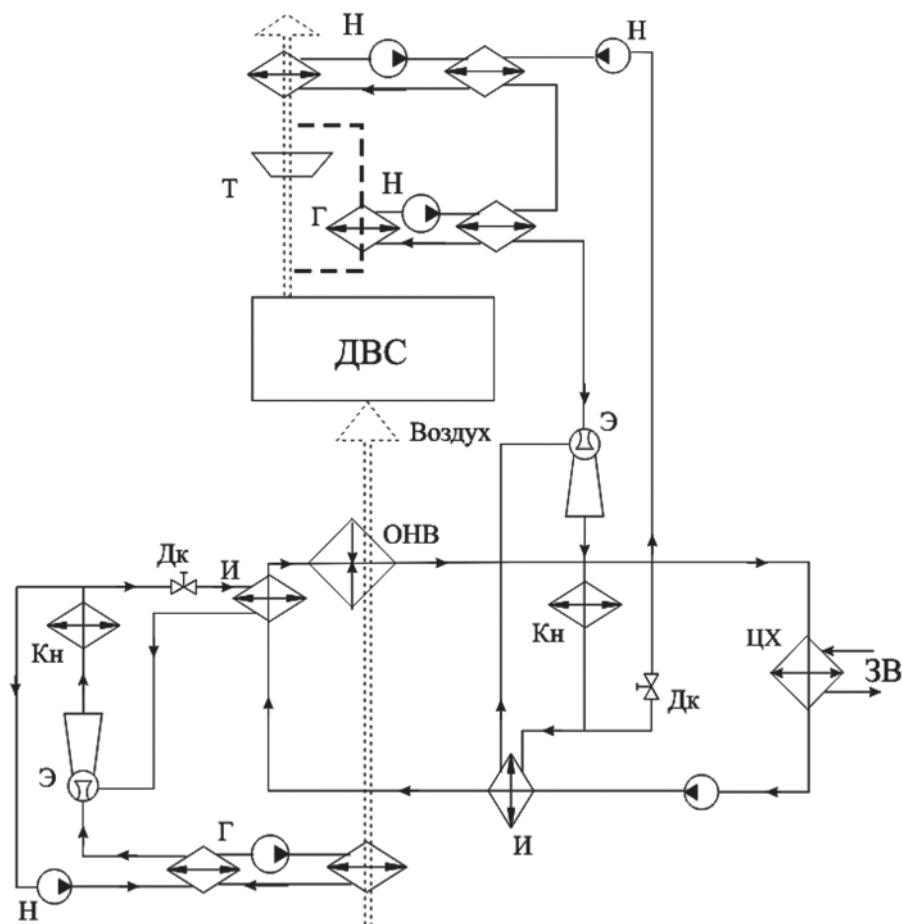 Н
Н
Т
Г
Н
ДВС
Воздух
Э
ОНВ
Дк
И
Кн
Кн
ЦХ
ЗВ
Дк
Э
Г
И
Н